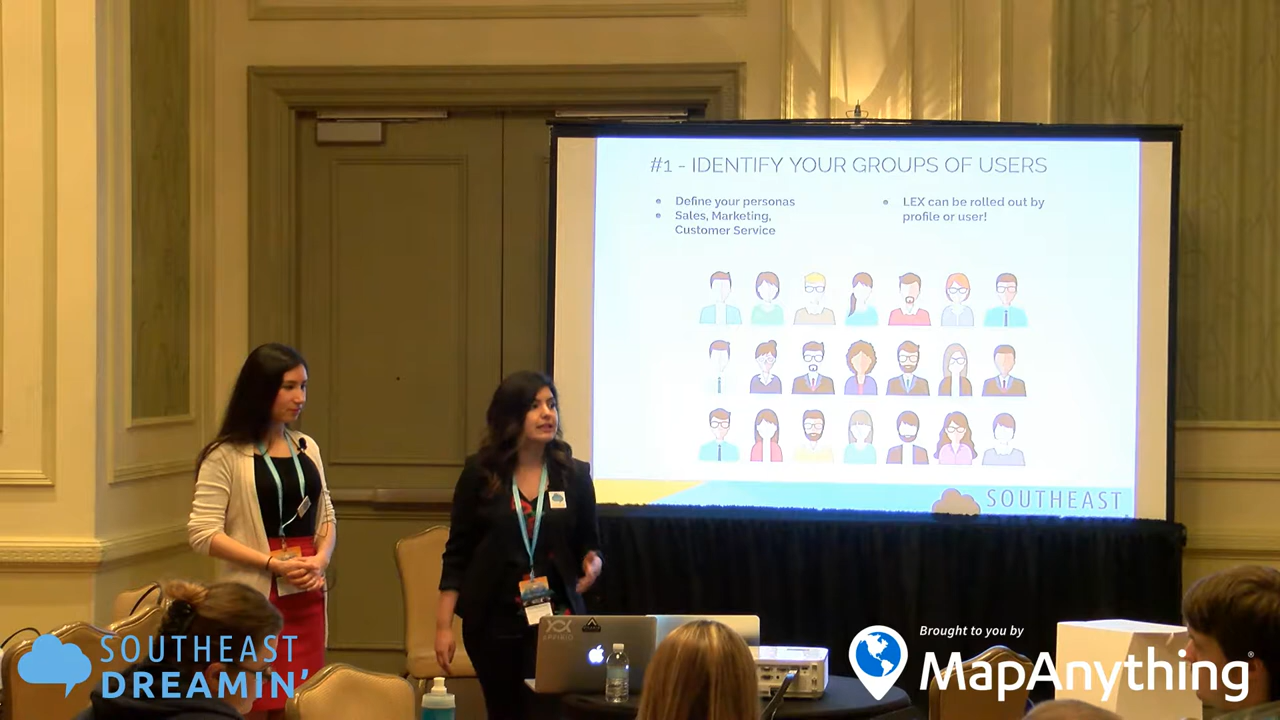 #1 - IDENTIFY YOUR GROUPS OF USERS
Define your personas
Sales, Marketing,
Customer Service
LEX can be rolled out by
profile or user!
SOUTHEAST
SOUTHEAST
DREAMIN'
Brought to you by
MapAnything®